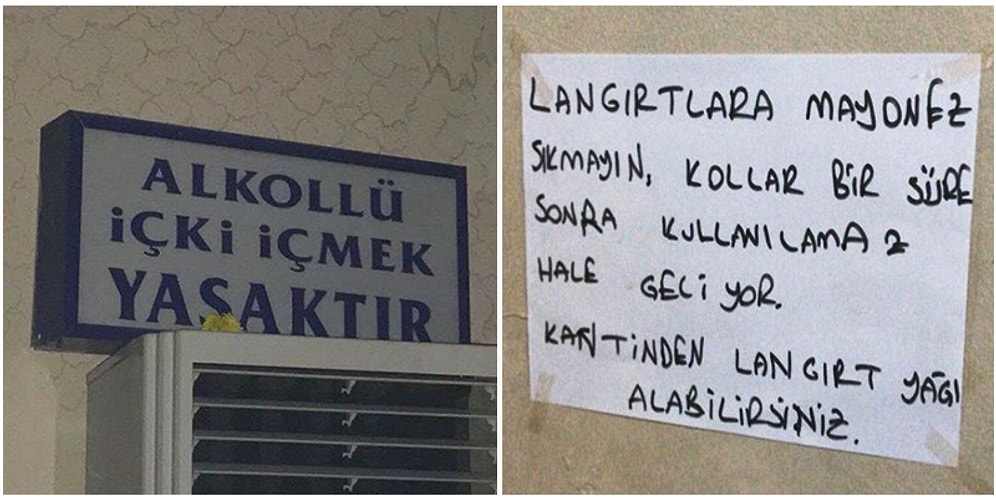 ALKOLLÜ
İÇKİ İÇMEK
YASAKTIR
LANGIRTLARA MAYONEZ
SIKMAYIN, KOLLAR BİR SÜRE
SONRA KULLANILAMAZ
HALE GELİYOR.
KANTİNDEN LANGIRT YAĞI
ALABİLİRSİNİZ.